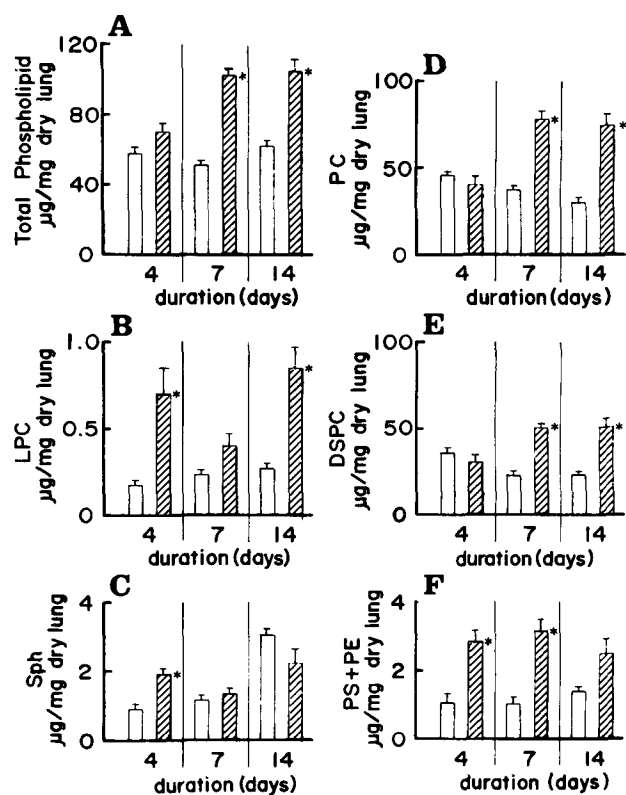 A
Total Phospholipid
µg/mg dry lung
120
80
40
0
*
*
4 7 14
duration (days)
B
LPC
µg/mg dry lung
1.0
0.5
0
*
*
4 7 14
duration (days)
C
Sph
µg/mg dry lung
4
2
0
*
4 7 14
duration (days)
D
PC
µg/mg dry lung
100
50
0
*
*
4 7 14
duration (days)
E
DSPC
µg/mg dry lung
100
50
0
*
*
4 7 14
duration (days)
F
PS+PE
µg/mg dry lung
4
2
0
*
*
4 7 14
duration (days)